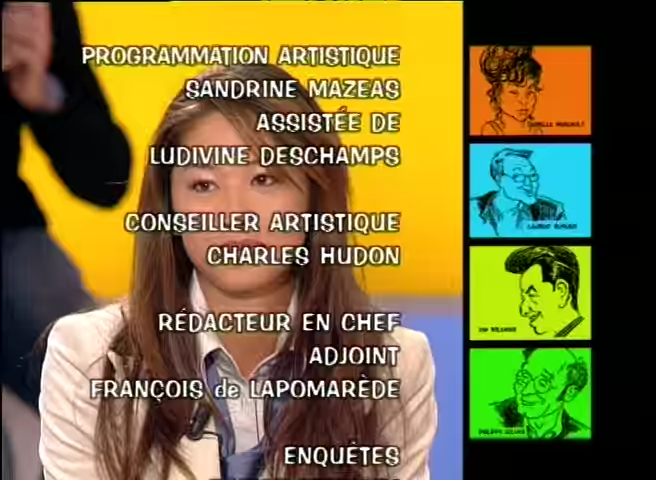 PROGRAMMATION ARTISTIQUE
SANDRINE MAZEAS
ASSISTÉE DE
LUDIVINE DESCHAMPS
CONSEILLER ARTISTIQUE
CHARLES HUDON
RÉDACTEUR EN CHEF
ADJOINT
FRANÇOIS de LAPOMARÈDE
ENQUÊTES